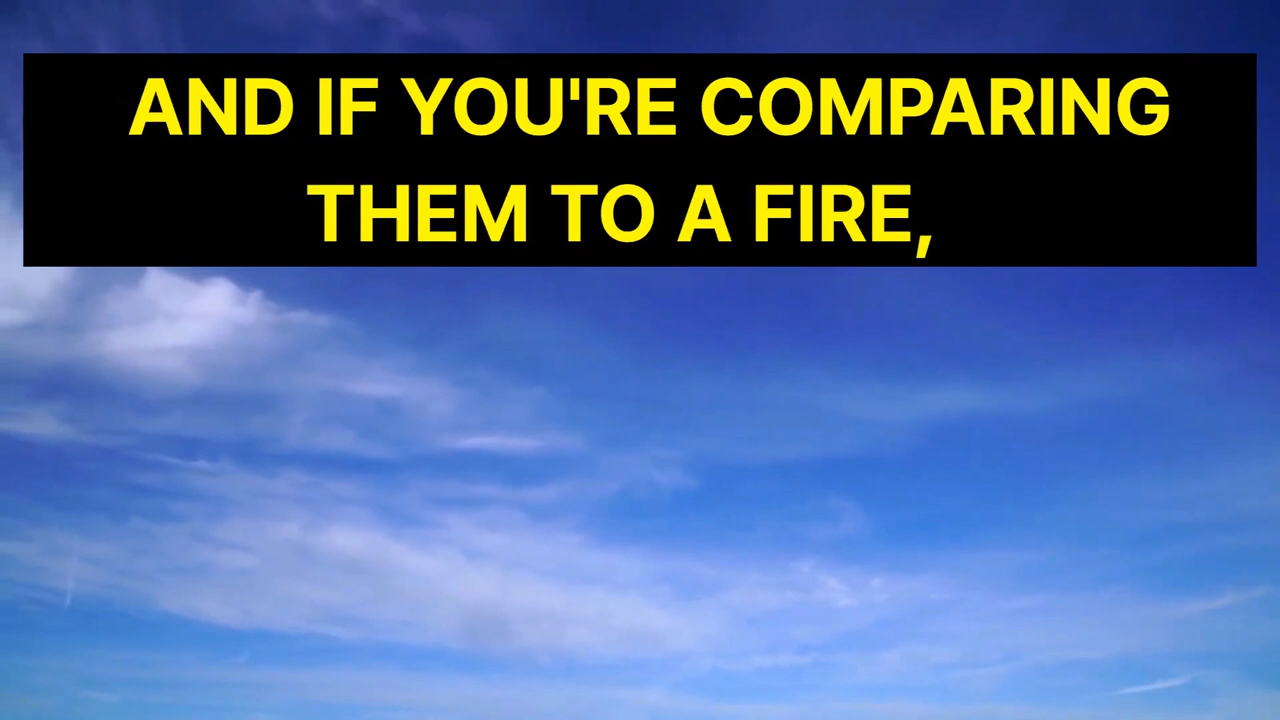 AND IF YOU'RE COMPARING
THEM TO A FIRE,